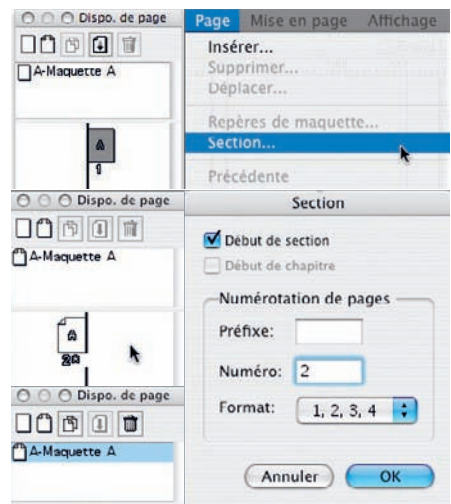 Dispo. de page
A-Maquette A
A
1
Page Mise en page Affichage
Insérer...
Supprimer...
Déplacer...
Repères de maquette...
Section...
Précédente
Dispo. de page
A-Maquette A
A
Section
Début de section
Début de chapitre
Numérotation de pages
Préfixe:
Numéro: 2
Format: 1, 2, 3, 4
Annuler OK
Dispo. de page
A-Maquette A